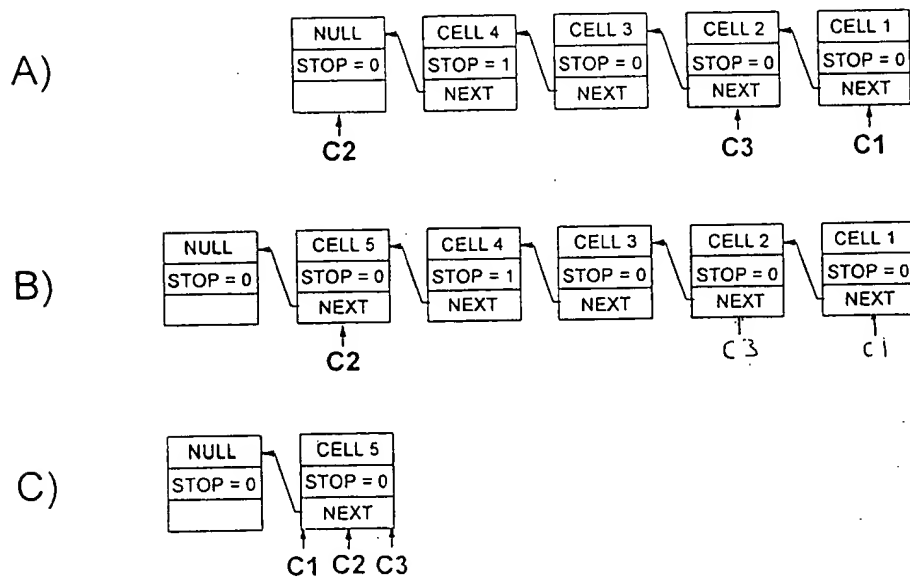 A)
NULL CELL 4 CELL 3 CELL 2 CELL 1
STOP = 0 STOP = 1 STOP = 0 STOP = 0 STOP = 0
NEXT NEXT NEXT NEXT
C2 C3 C1
B)
NULL CELL 5 CELL 4 CELL 3 CELL 2 CELL 1
STOP = 0 STOP = 0 STOP = 1 STOP = 0 STOP = 0 STOP = 0
NEXT NEXT NEXT NEXT NEXT
C2 C3 C1
C)
NULL CELL 5
STOP = 0 STOP = 0
NEXT
C1 C2 C3